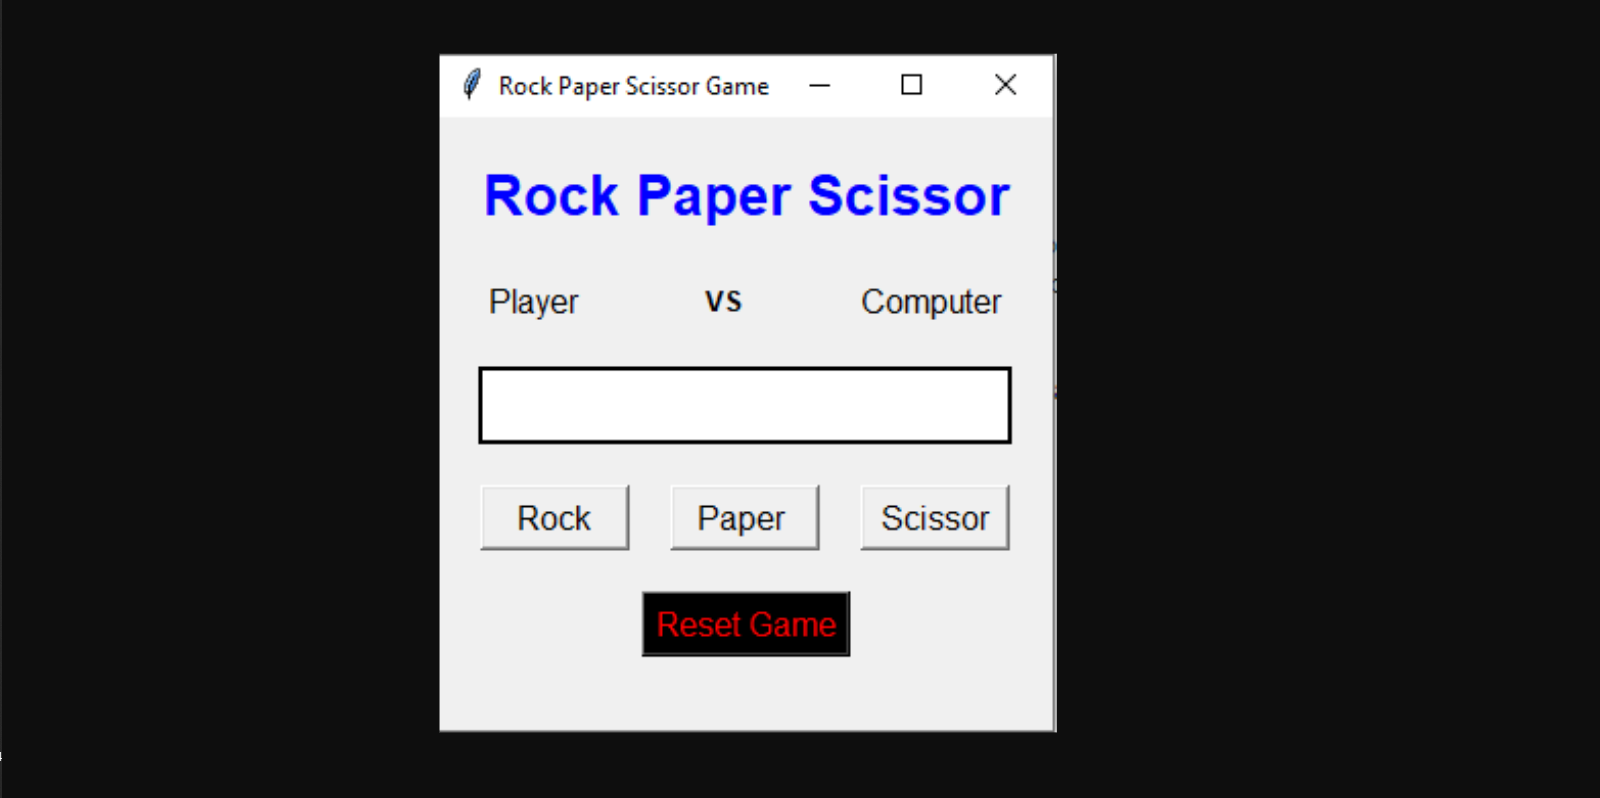 Rock Paper Scissor Game
Rock Paper Scissor
Player vs Computer
Rock Paper Scissor
Reset Game